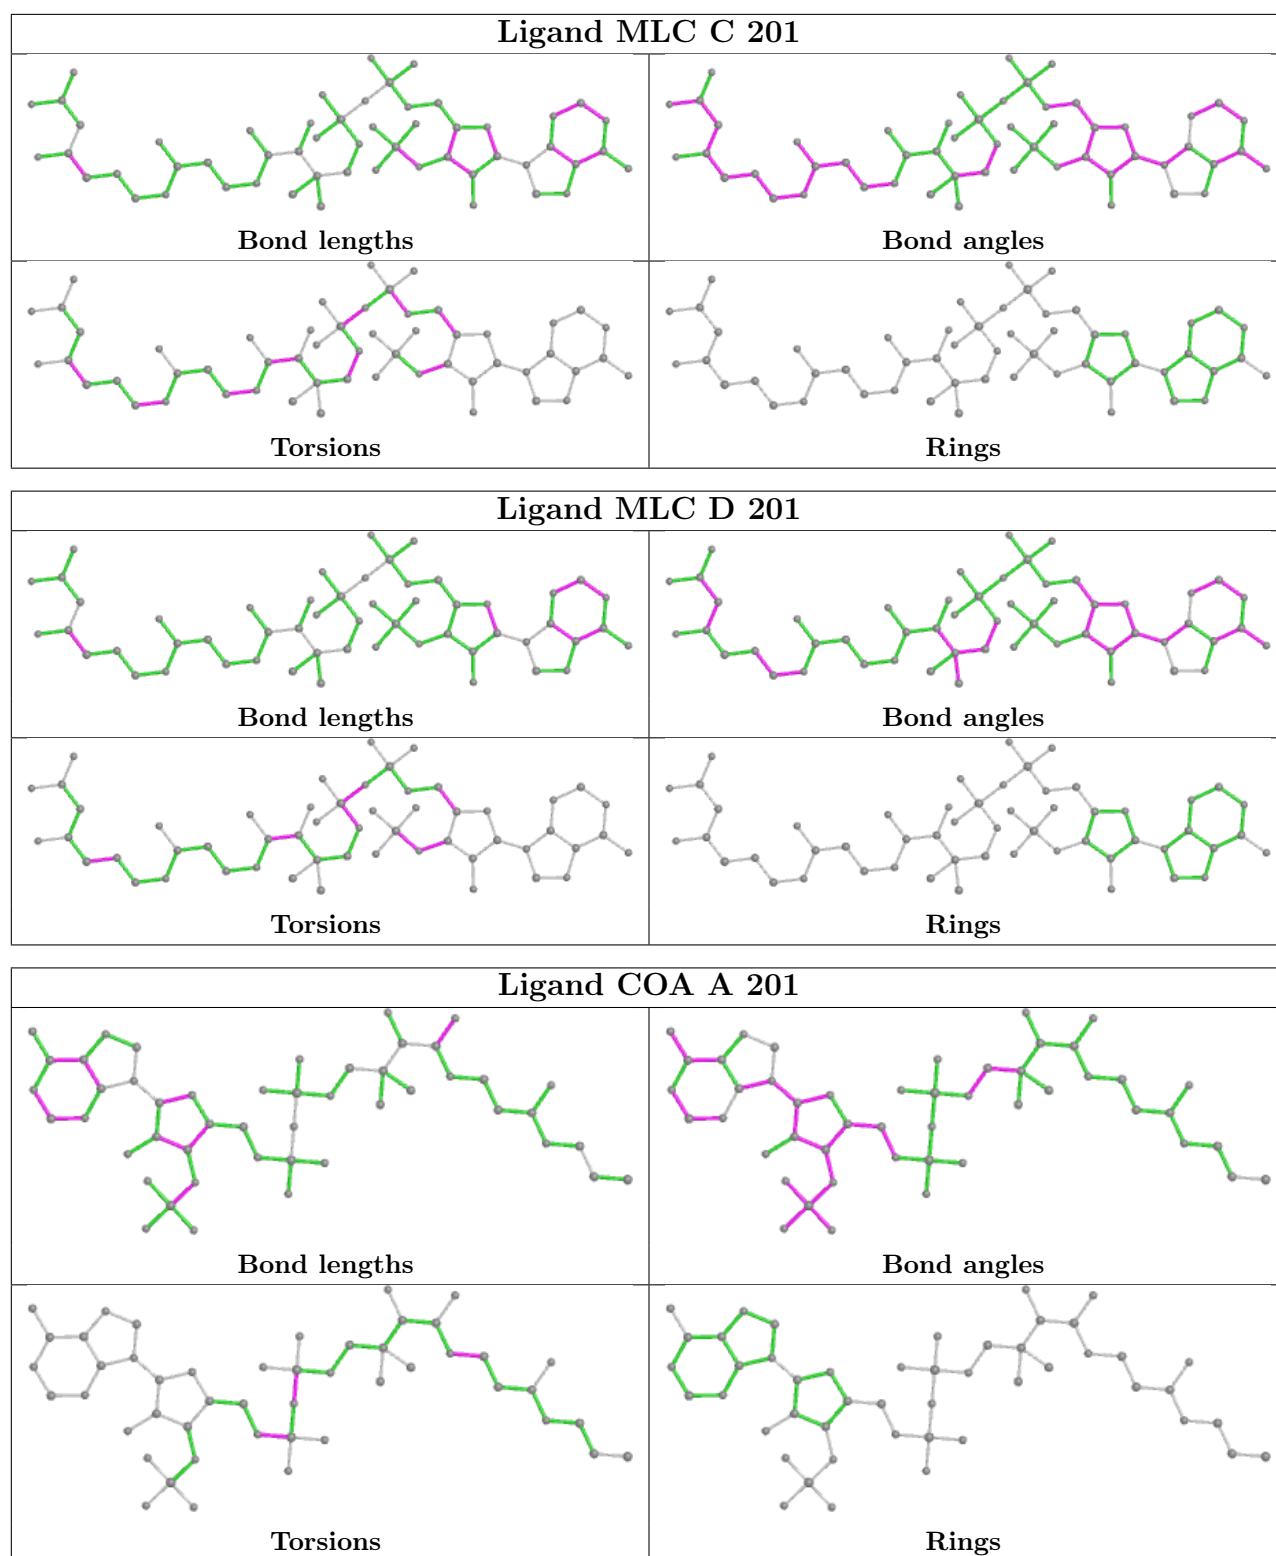 Ligand MLC C 201
Bond lengths
Bond angles
Torsions
Rings
Ligand MLC D 201
Bond lengths
Bond angles
Torsions
Rings
Ligand COA A 201
Bond lengths
Bond angles
Torsions
Rings